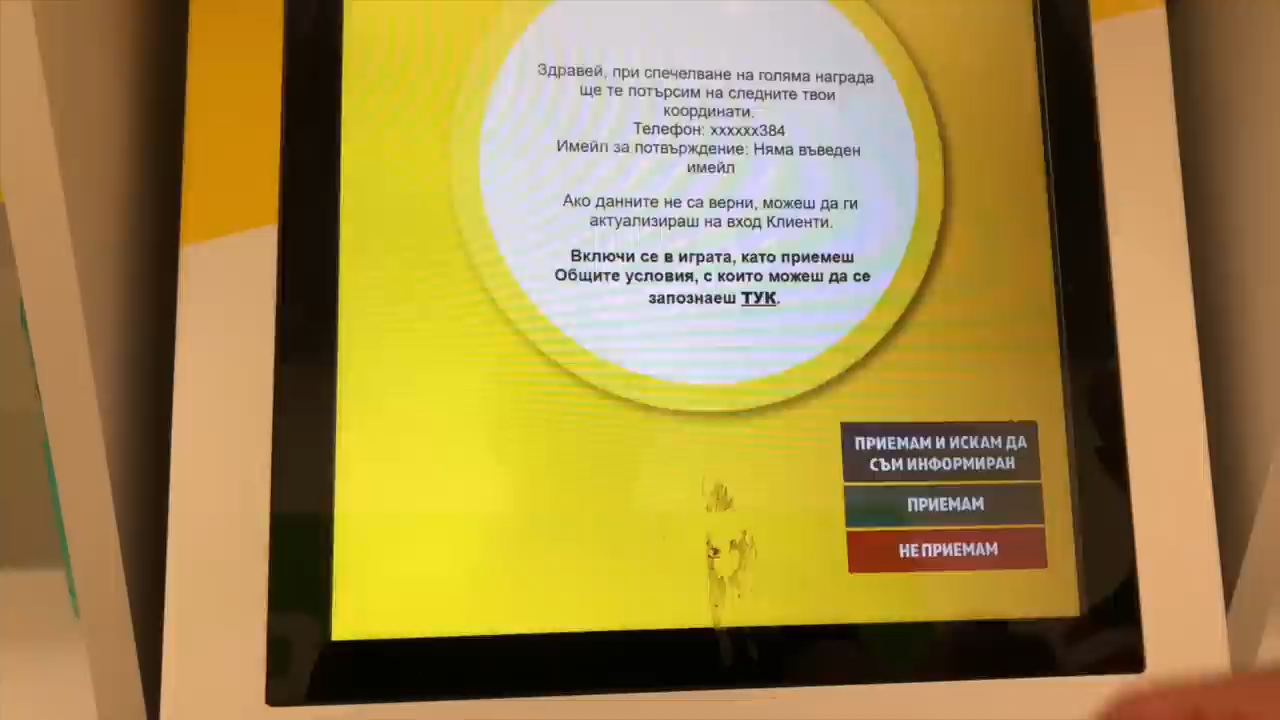 Здравей, при спечелване на голяма награда
ще те потърсим на следните твои
координати.
Телефон: xxxxxx384
Имейл за потвърждение: Няма въведен
имейл
Ако данните не са верни, можеш да ги
актуализираш на вход Клиенти.
Включи се в играта, като приемеш
Общите условия, с които можеш да се
запознаеш ТУК.
ПРИЕМАМ И ИСКАМ ДА
СЪМ ИНФОРМИРАН
ПРИЕМАМ
НЕ ПРИЕМАМ